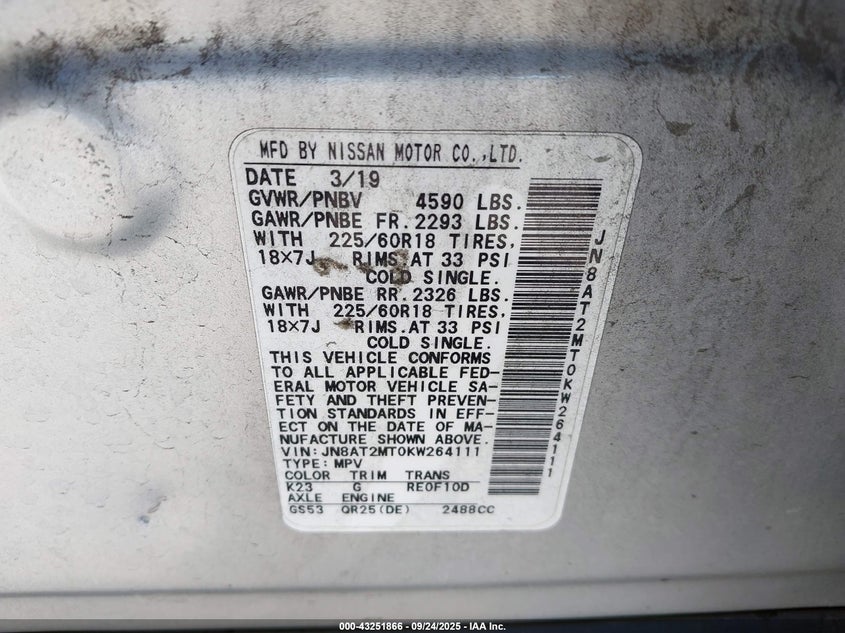 MFD BY NISSAN MOTOR CO.,LTD.
DATE 3/19
GVWR/PNBV 4590 LBS.
GAWR/PNBE FR. 2293 LBS.
WITH 225/60R18 TIRES,
18×7J RIMS.AT 33 PSI
COLD SINGLE.
GAWR/PNBE RR. 2326 LBS.
WITH 225/60R18 TIRES,
18×7J RIMS.AT 33 PSI
COLD SINGLE.
THIS VEHICLE CONFORMS
TO ALL APPLICABLE FED-
ERAL MOTOR VEHICLE SA-
FETY AND THEFT PREVEN-
TION STANDARDS IN EFF-
ECT ON THE DATE OF MA-
NUFACTURE SHOWN ABOVE.
VIN: JN8AT2MT0KW264111
TYPE: MPV
COLOR TRIM TRANS
K23 G RE0F10D
AXLE ENGINE
GS53 QR25(DE) 2488CC
JN8AT2MT0KW264111
000-43251866 - 09/24/2025 - IAA Inc.